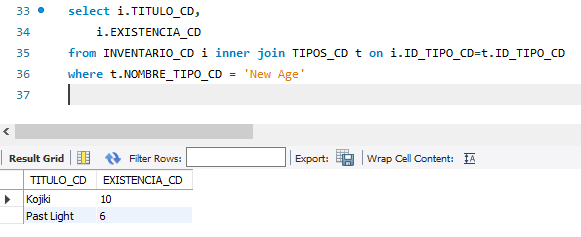 33 select i.TITULO_CD,
34 i.EXISTENCIA_CD
35 from INVENTARIO_CD i inner join TIPOS_CD t on i.ID_TIPO_CD=t.ID_TIPO_CD
36 where t.NOMBRE_TIPO_CD = 'New Age'
37
Result Grid Filter Rows: Export: Wrap Cell Content:
TITULO_CD EXISTENCIA_CD
Kojiki 10
Past Light 6